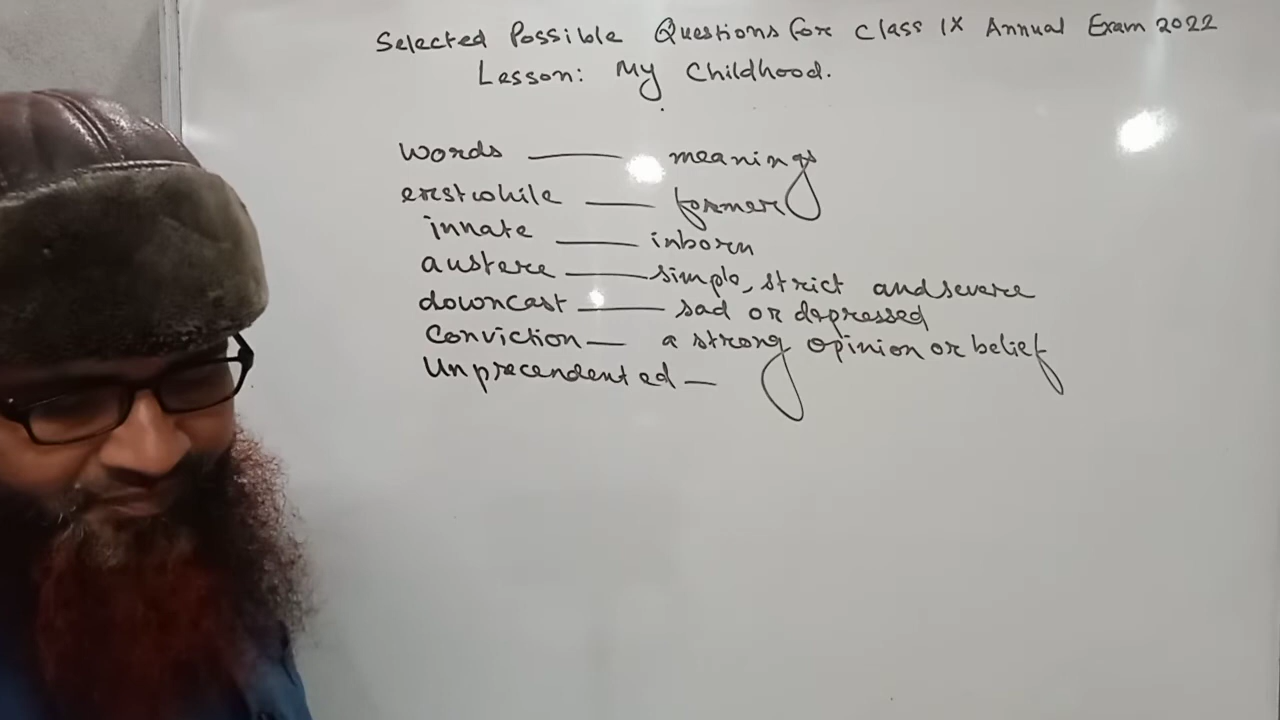 Selected Possible Questions for class IX Annual Exam 2022
Lesson: My Childhood.
words — meanings
erstwhile — former
innate — inborn
austere — simple, strict and severe
downcast — sad or depressed
Conviction — a strong opinion or belief
Unprecendented —